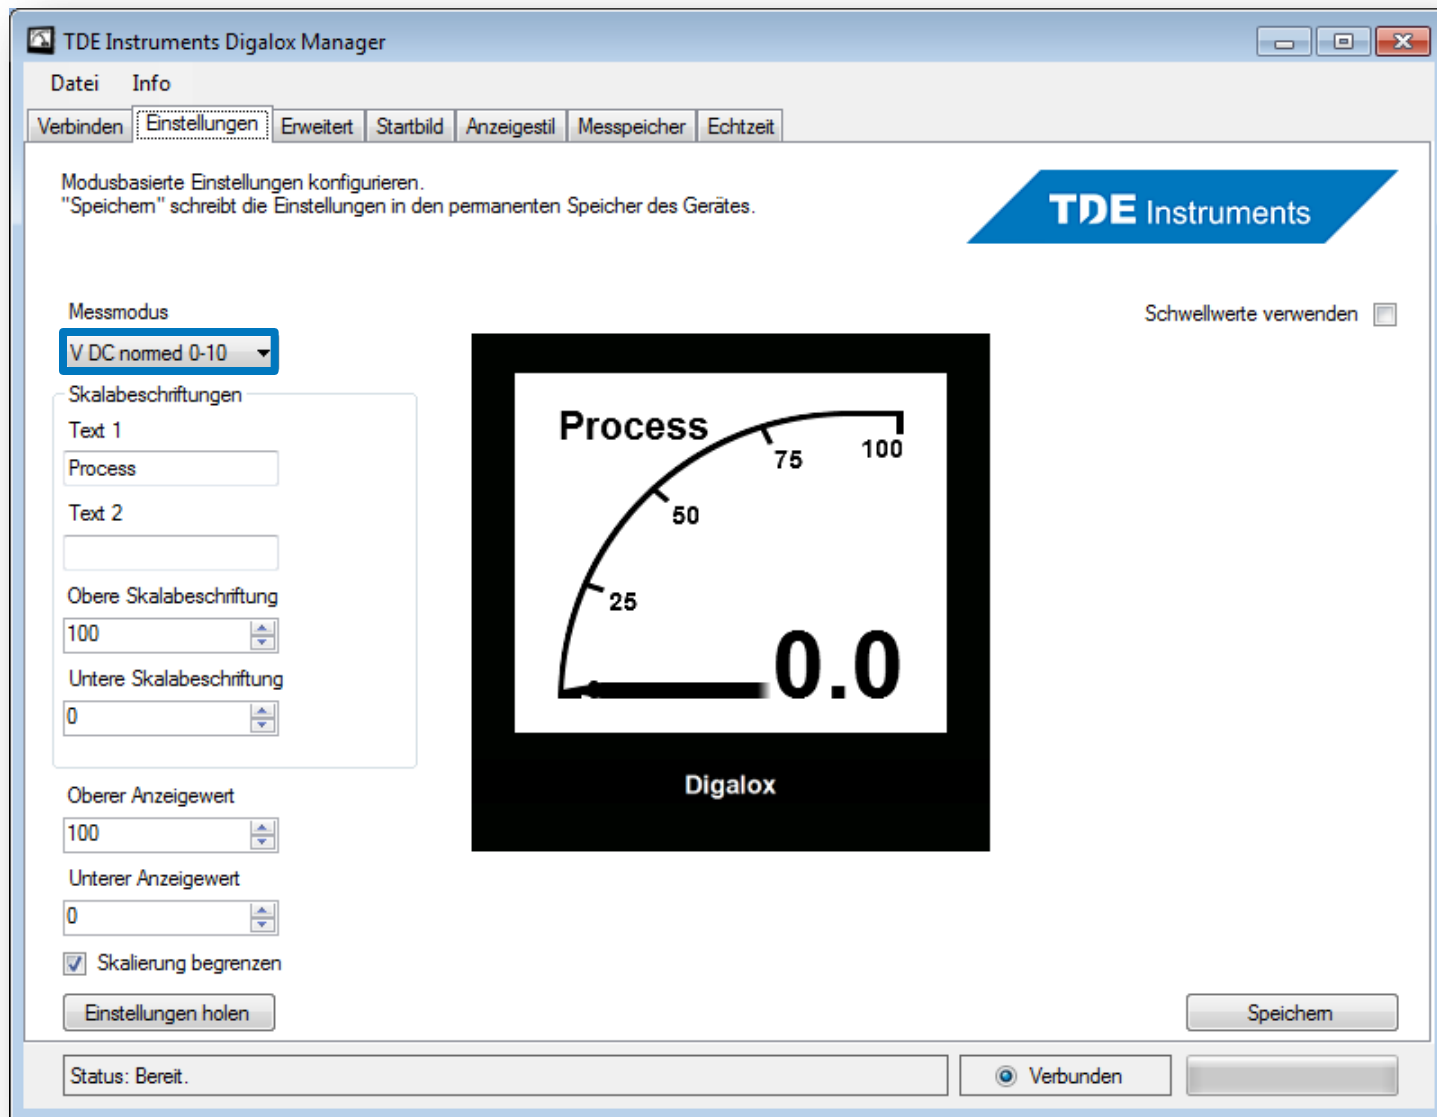 TDE Instruments Digalox Manager
Datei Info
Verbinden Einstellungen Erweitert Startbild Anzeigestil Messpeicher Echtzeit
Modusbasierte Einstellungen konfigurieren.
"Speichern" schreibt die Einstellungen in den permanenten Speicher des Gerätes.
TDE Instruments
Messmodus
Schwellwerte verwenden
V DC normed 0-10
Skalabeschriftungen
Text 1
Process
Text 2
Obere Skalabeschriftung
100
Untere Skalabeschriftung
0
Oberer Anzeigewert
100
Unterer Anzeigewert
0
Skalierung begrenzen
Einstellungen holen
Process
100
75
50
25
0.0
Digalox
Speichern
Status: Bereit.
Verbunden